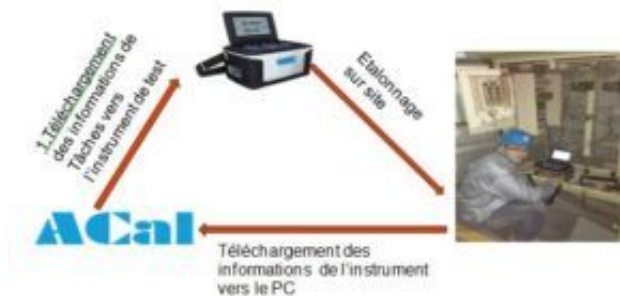 1.Téléchargement
des informations de
Tâches vers
l'instrument de test
Etalonnage
sur site
ACal
Téléchargement des
informations de l'instrument
vers le PC